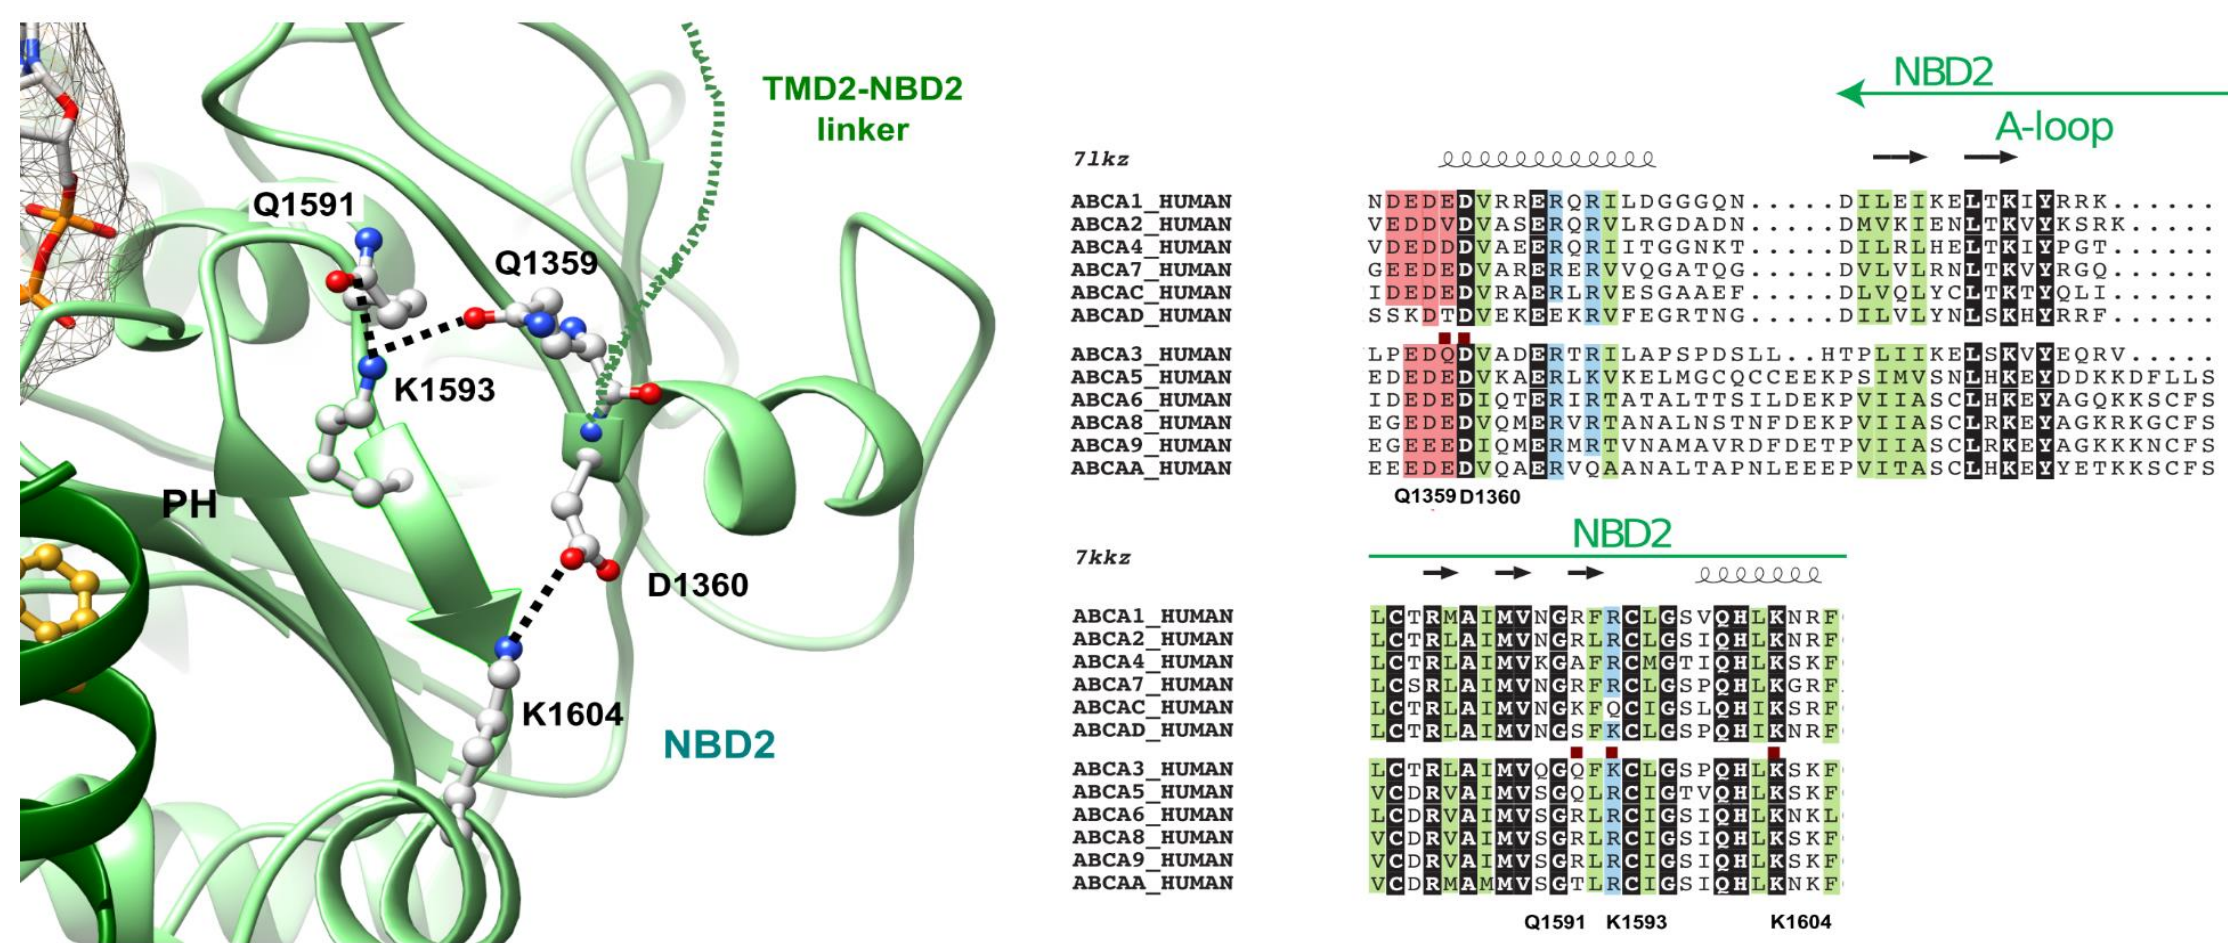 TMD2-NBD2
linker
Q1591
Q1359
K1593
PH
D1360
K1604
NBD2
NBD2
A-loop
7lkz
ABCA1_HUMAN NDEDEDVRRERQRILDGGGQN.....DILEIKELTKIYRRK......
ABCA2_HUMAN VEDDVDVASERQRVLRGDADN.....DMVKIENLTKVYKSRK.....
ABCA4_HUMAN VDEDDDVAEERQRIITGGNKT.....DILRLHELTKIYPGT......
ABCA7_HUMAN GEEDEDVARERERVVQGATQG.....DVLVLRNLTKVYRGQ......
ABCAC_HUMAN IDEDEDVRAERLRVESGAAEF.....DLVQLYCLTKTYQLI......
ABCAD_HUMAN SSKDTDVEKEEKRVFEGRTNG.....DILVLYNLSKHYRRF......
ABCA3_HUMAN LPEDQDVADERTRILAPSPDSLL..HTPLIIKELSKVYEQRV.....
ABCA5_HUMAN EDEDEDVKAERLKVKELMGCQCCEEKPSIMVSNLHKEYDDKKDFLLS
ABCA6_HUMAN IDEDEDIQTERIRTATALTTSILDEKPVIIASCLHKEYAGQKKSCFS
ABCA8_HUMAN EGEDEDIQMERVRTANALNSTNFDEKPVIIASCLRKEYAGKRKGCFS
ABCA9_HUMAN EGEEEDIQMERMRTVNAMAVRDFDETPVIIASCLRKEYAGKKKNCFS
ABCAA_HUMAN EEEDEDVQAERVQAANALTAPNLEEEPVITASCLHKEYYETKKSCFS
Q1359 D1360
NBD2
7kkz
ABCA1_HUMAN LCTRMAIMVNGRFRCLGSVQHLKNRF
ABCA2_HUMAN LCTRLAIMVNGRLRCLGSIQHLKNRF
ABCA4_HUMAN LCTRLAIMVKGAFRCMGTIQHLKSKF
ABCA7_HUMAN LCSRLAIMVNGRFRCLGSPQHLKGRF
ABCAC_HUMAN LCTRLAIMVNGKFQCIGSLQHIKSRF
ABCAD_HUMAN LCTRLAIMVNGSFKCLGSPQHIKNRF
ABCA3_HUMAN LCTRLAIMVQGQFKCLGSPQHLKSKF
ABCA5_HUMAN VCDRVAIMVSGQLRCIGTVQHLKSKF
ABCA6_HUMAN LCDRVAIMVSGRLRCIGSIQHLKNKL
ABCA8_HUMAN VCDRVAIMVSGRLRCIGSIQHLKSKF
ABCA9_HUMAN VCDRVAIMVSGRLRCIGSIQHLKSKF
ABCAA_HUMAN VCDRMAMMVSGTLRCIGSIQHLKNKF
Q1591 K1593 K1604